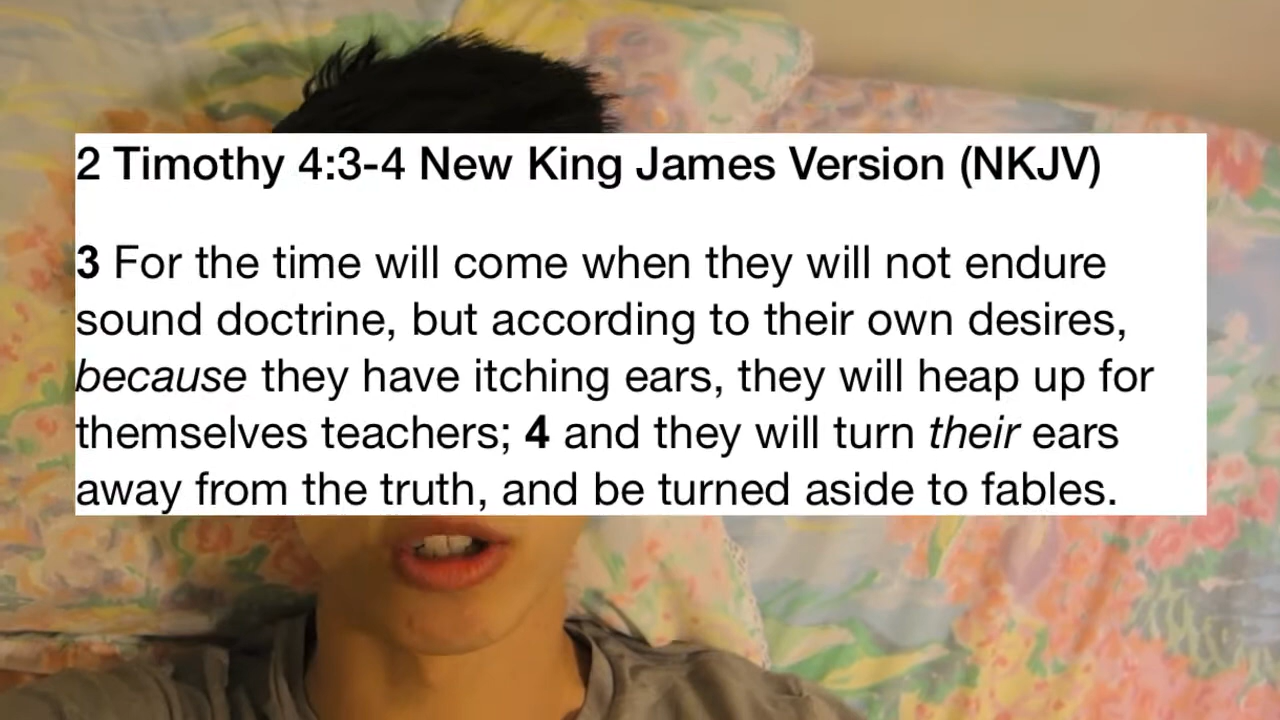 2 Timothy 4:3-4 New King James Version (NKJV)
3 For the time will come when they will not endure
sound doctrine, but according to their own desires,
because they have itching ears, they will heap up for
themselves teachers; 4 and they will turn their ears
away from the truth, and be turned aside to fables.